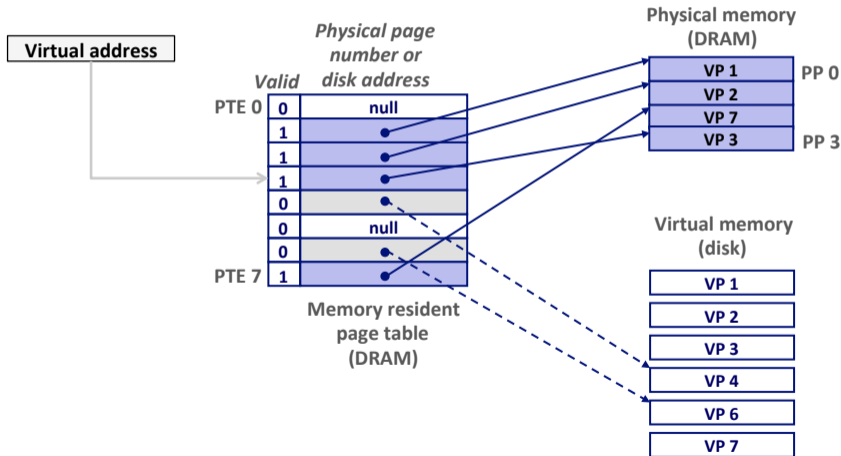 Virtual address
Physical page
number or
disk address
Valid
PTE 0
0
null
1
1
1
0
0
null
0
PTE 7
1
Memory resident
page table
(DRAM)
Physical memory
(DRAM)
VP 1
PP 0
VP 2
VP 7
VP 3
PP 3
Virtual memory
(disk)
VP 1
VP 2
VP 3
VP 4
VP 6
VP 7